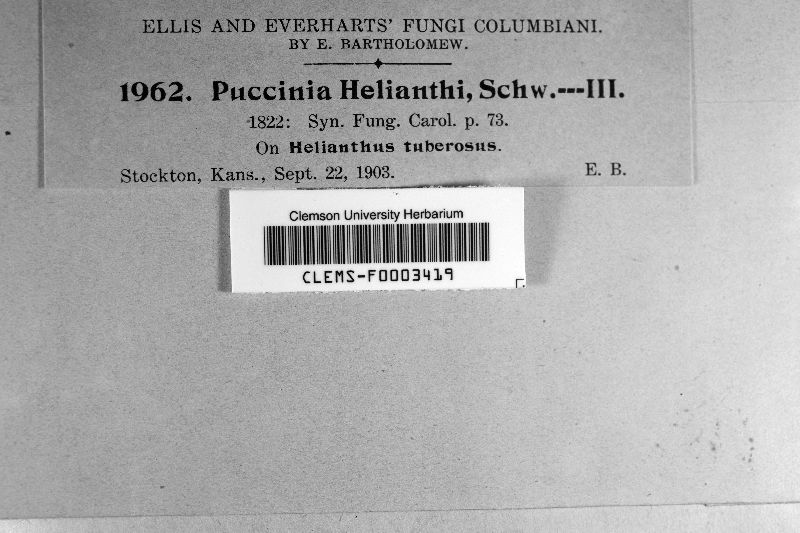 ELLIS AND EVERHARTS' FUNGI COLUMBIANI.
BY E. BARTHOLOMEW.
1962. Puccinia Helianthi, Schw.---III.
1822: Syn. Fung. Carol. p. 73.
On Helianthus tuberosus.
Stockton, Kans., Sept. 22, 1903. E. B.
Clemson University Herbarium
CLEMS-F0003419